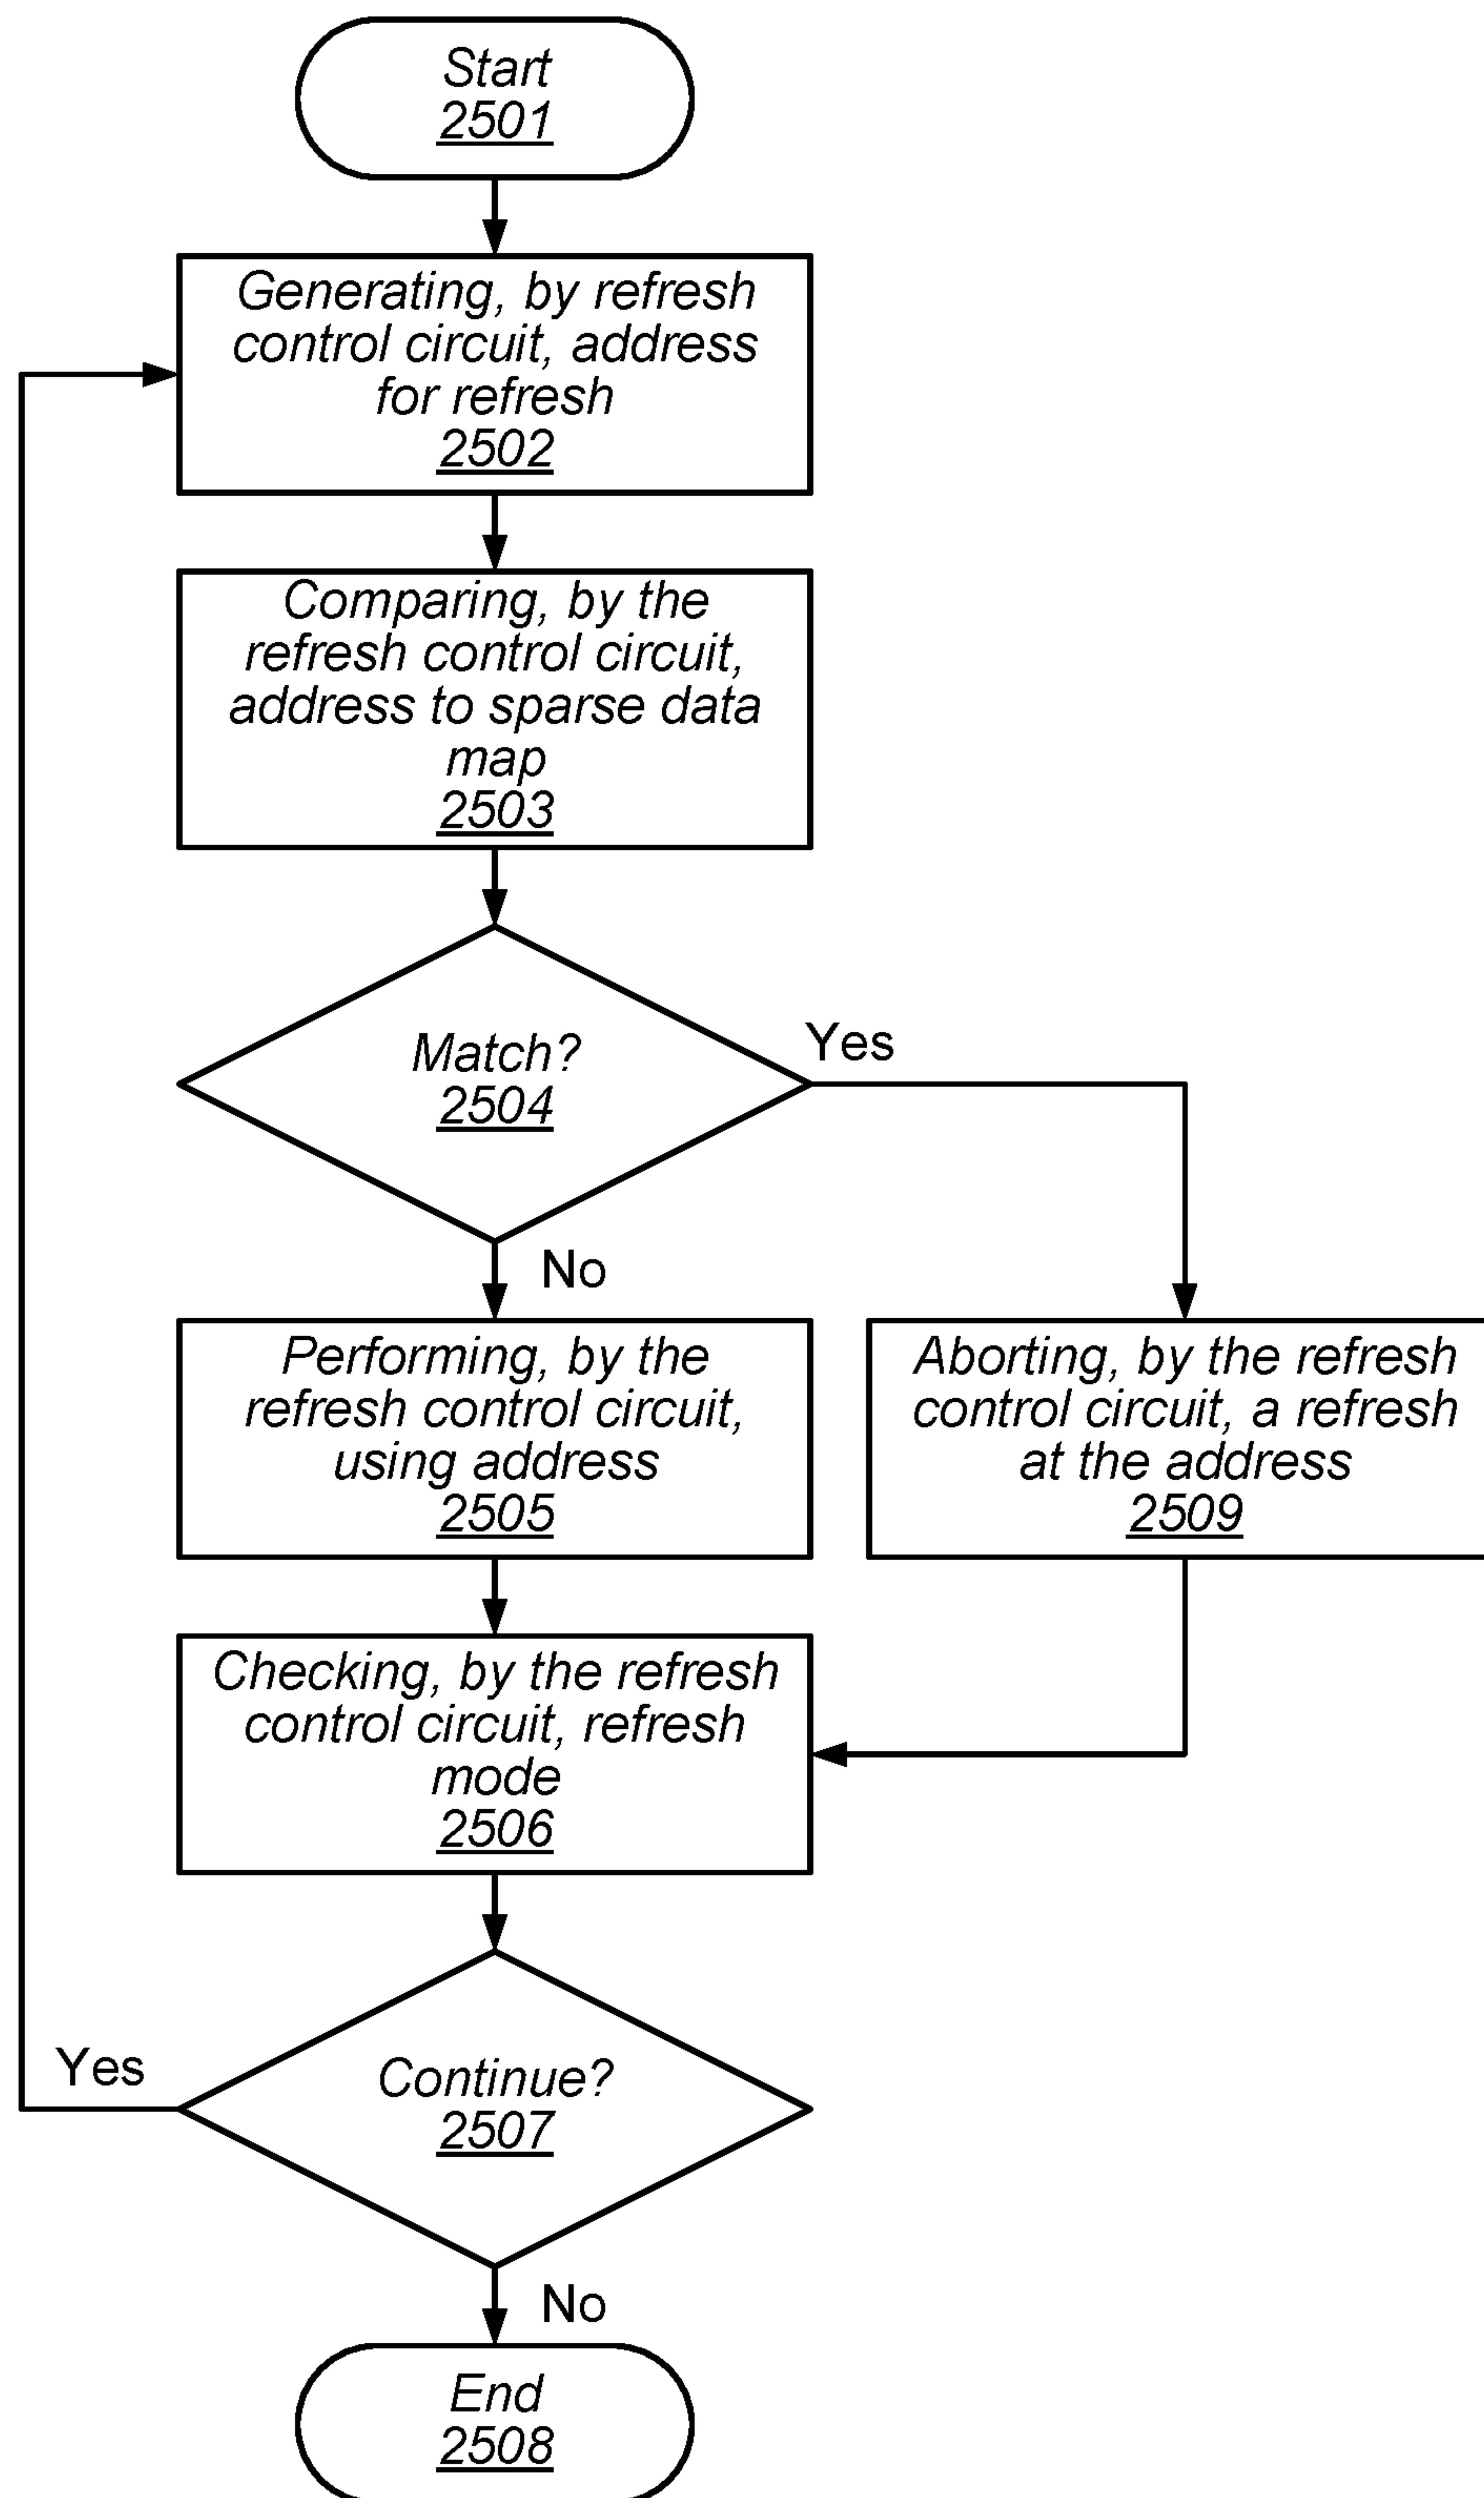 Start
2501
Generating, by refresh
control circuit, address
for refresh
2502
Comparing, by the
refresh control circuit,
address to sparse data
map
2503
Match?
2504
Yes
No
Performing, by the
refresh control circuit,
using address
2505
Aborting, by the refresh
control circuit, a refresh
at the address
2509
Checking, by the refresh
control circuit, refresh
mode
2506
Continue?
2507
Yes
No
End
2508